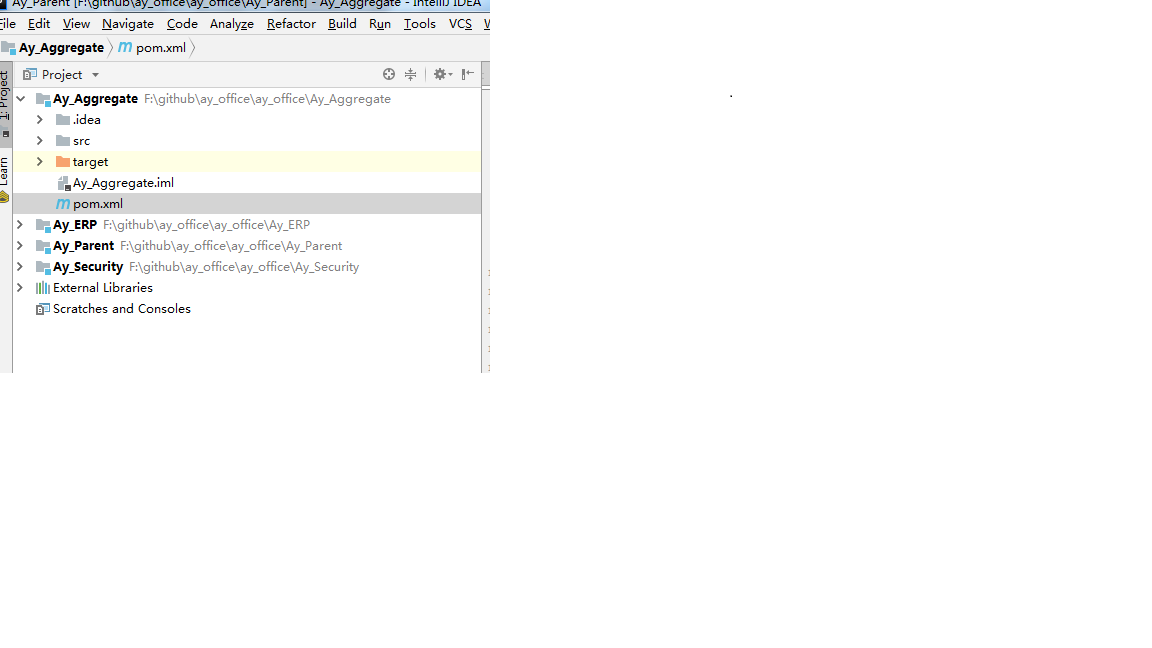 Ay_Parent [F:\github\ay_office\ay_office\Ay_Parent] - Ay_Aggregate - IntelliJ IDEA
File Edit View Navigate Code Analyze Refactor Build Run Tools VCS
Ay_Aggregate pom.xml
1: Project
Learn
Project
Ay_Aggregate F:\github\ay_office\ay_office\Ay_Aggregate
.idea
src
target
Ay_Aggregate.iml
pom.xml
Ay_ERP F:\github\ay_office\ay_office\Ay_ERP
Ay_Parent F:\github\ay_office\ay_office\Ay_Parent
Ay_Security F:\github\ay_office\ay_office\Ay_Security
External Libraries
Scratches and Consoles